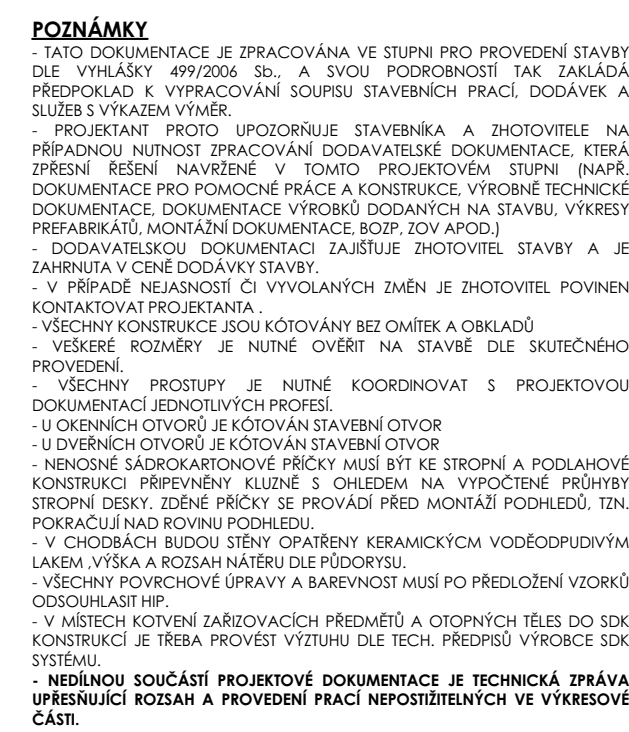 POZNÁMKY
- TATO DOKUMENTACE JE ZPRACOVÁNA VE STUPNI PRO PROVEDENÍ STAVBY
DLE VYHLÁŠKY 499/2006 Sb., A SVOU PODROBNOSTÍ TAK ZAKLÁDÁ
PŘEDPOKLAD K VYPRACOVÁNÍ SOUPISU STAVEBNÍCH PRACÍ, DODÁVEK A
SLUŽEB S VÝKAZEM VÝMĚR.
- PROJEKTANT PROTO UPOZORŇUJE STAVEBNÍKA A ZHOTOVITELE NA
PŘÍPADNOU NUTNOST ZPRACOVÁNÍ DODAVATELSKÉ DOKUMENTACE, KTERÁ
ZPŘESNÍ ŘEŠENÍ NAVRŽENÉ V TOMTO PROJEKTOVÉM STUPNI (NAPŘ.
DOKUMENTACE PRO POMOCNÉ PRÁCE A KONSTRUKCE, VÝROBNĚ TECHNICKÉ
DOKUMENTACE, DOKUMENTACE VÝROBKŮ DODANÝCH NA STAVBU, VÝKRESY
PREFABRIKÁTŮ, MONTÁŽNÍ DOKUMENTACE, BOZP, ZOV APOD.)
- DODAVATELSKOU DOKUMENTACI ZAJIŠŤUJE ZHOTOVITEL STAVBY A JE
ZAHRNUTA V CENĚ DODÁVKY STAVBY.
- V PŘÍPADĚ NEJASNOSTÍ ČI VYVOLANÝCH ZMĚN JE ZHOTOVITEL POVINEN
KONTAKTOVAT PROJEKTANTA .
- VŠECHNY KONSTRUKCE JSOU KÓTOVÁNY BEZ OMÍTEK A OBKLADŮ
- VEŠKERÉ ROZMĚRY JE NUTNÉ OVĚŘIT NA STAVBĚ DLE SKUTEČNÉHO
PROVEDENÍ.
- VŠECHNY PROSTUPY JE NUTNÉ KOORDINOVAT S PROJEKTOVOU
DOKUMENTACÍ JEDNOTLIVÝCH PROFESÍ.
- U OKENNÍCH OTVORŮ JE KÓTOVÁN STAVEBNÍ OTVOR
- U DVEŘNÍCH OTVORŮ JE KÓTOVÁN STAVEBNÍ OTVOR
- NENOSNÉ SÁDROKARTONOVÉ PŘÍČKY MUSÍ BÝT KE STROPNÍ A PODLAHOVÉ
KONSTRUKCI PŘIPEVNĚNY KLUZNĚ S OHLEDEM NA VYPOČTENÉ PRŮHYBY
STROPNÍ DESKY. ZDĚNÉ PŘÍČKY SE PROVÁDÍ PŘED MONTÁŽÍ PODHLEDŮ, TZN.
POKRAČUJÍ NAD ROVINU PODHLEDU.
- V CHODBÁCH BUDOU STĚNY OPATŘENY KERAMICKÝCM VODĚODPUDIVÝM
LAKEM ,VÝŠKA A ROZSAH NÁTĚRU DLE PŮDORYSU.
- VŠECHNY POVRCHOVÉ ÚPRAVY A BAREVNOST MUSÍ PO PŘEDLOŽENÍ VZORKŮ
ODSOUHLASIT HIP.
- V MÍSTECH KOTVENÍ ZAŘIZOVACÍCH PŘEDMĚTŮ A OTOPNÝCH TĚLES DO SDK
KONSTRUKCÍ JE TŘEBA PROVÉST VÝZTUHU DLE TECH. PŘEDPISŮ VÝROBCE SDK
SYSTÉMU.
- NEDÍLNOU SOUČÁSTÍ PROJEKTOVÉ DOKUMENTACE JE TECHNICKÁ ZPRÁVA
UPŘESŇUJÍCÍ ROZSAH A PROVEDENÍ PRACÍ NEPOSTIŽITELNÝCH VE VÝKRESOVÉ
ČÁSTI.